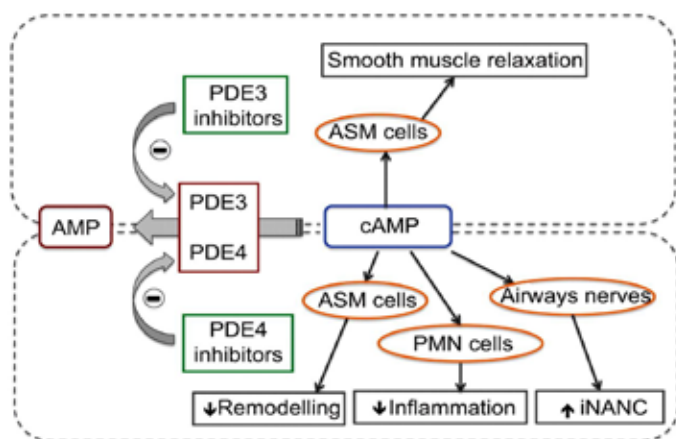 Smooth muscle relaxation
PDE3
inhibitors
ASM cells
PDE3
AMP
cAMP
PDE4
ASM cells
Airways nerves
PDE4
inhibitors
PMN cells
↓Remodelling
↓Inflammation
↑ iNANC